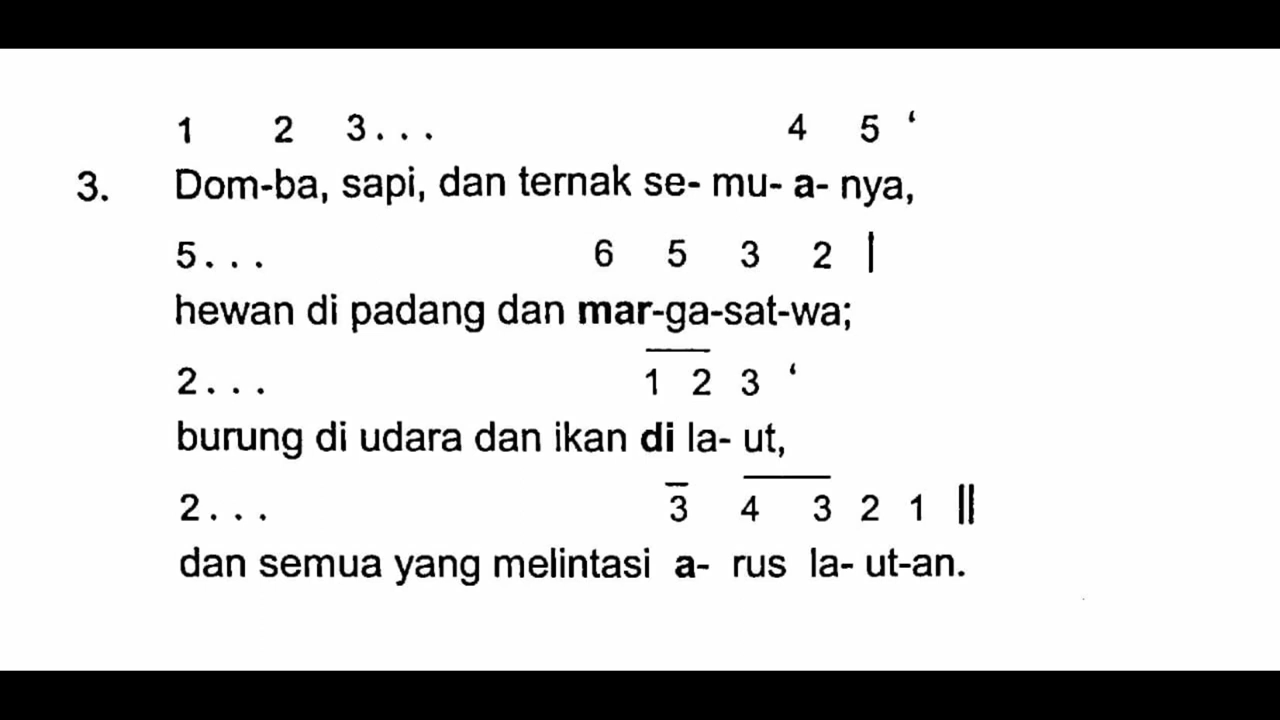 1 2 3... 4 5 ‘
3. Dom-ba, sapi, dan ternak se- mu- a- nya,
5... 6 5 3 2 |
hewan di padang dan mar-ga-sat-wa;
2... 1 2 3 ‘
burung di udara dan ikan di la- ut,
2... 3 4 3 2 1 ||
dan semua yang melintasi a- rus la- ut-an.